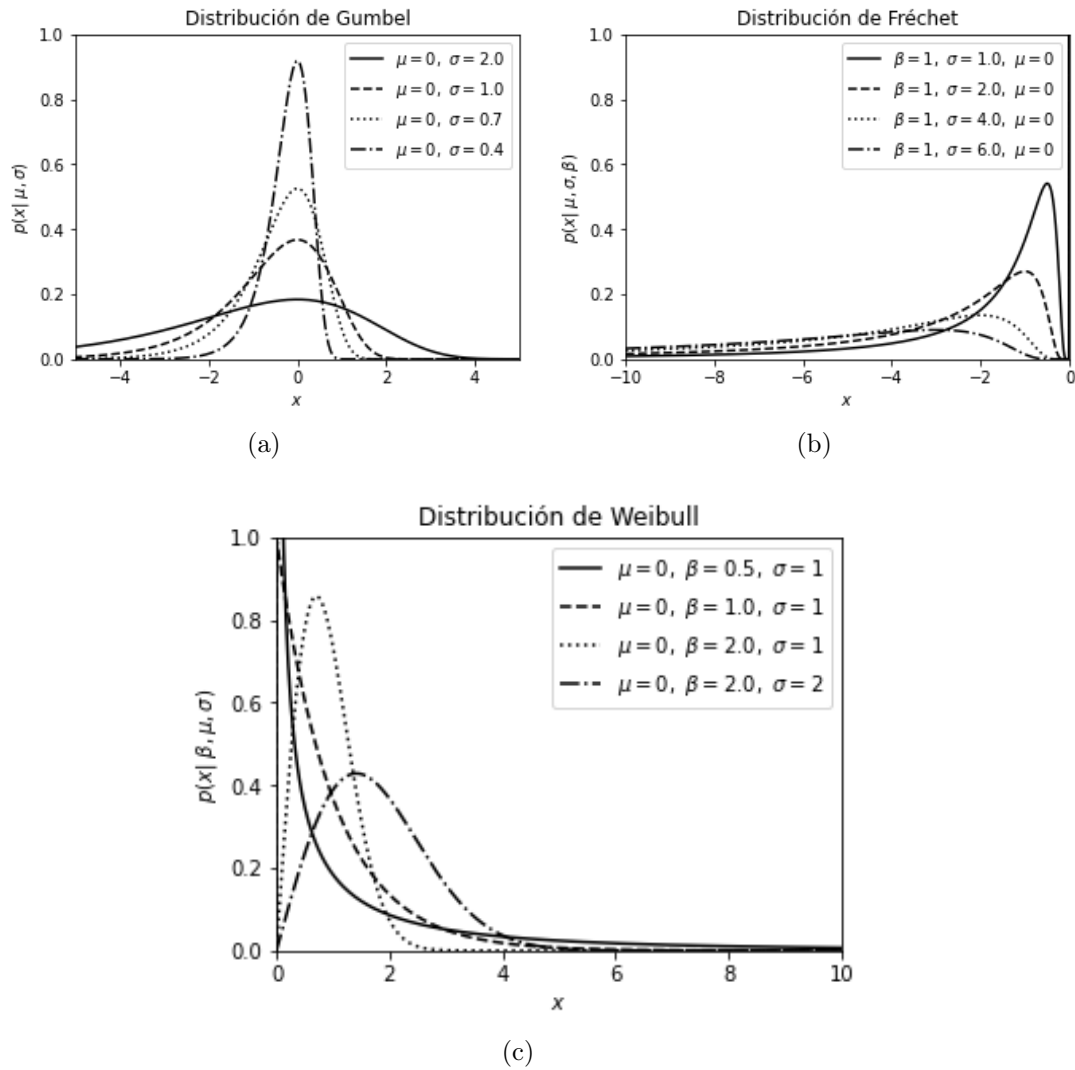 Distribución de Gumbel
1.0
0.8
0.6
0.4
0.2
0.0
p(x| μ, σ)
μ = 0, σ = 2.0
μ = 0, σ = 1.0
μ = 0, σ = 0.7
μ = 0, σ = 0.4
−4 −2 0 2 4
x
(a)
Distribución de Fréchet
1.0
0.8
0.6
0.4
0.2
0.0
p(x| μ, σ, β)
β = 1, σ = 1.0, μ = 0
β = 1, σ = 2.0, μ = 0
β = 1, σ = 4.0, μ = 0
β = 1, σ = 6.0, μ = 0
−10 −8 −6 −4 −2 0
x
(b)
Distribución de Weibull
1.0
0.8
0.6
0.4
0.2
0.0
p(x| β, μ, σ)
μ = 0, β = 0.5, σ = 1
μ = 0, β = 1.0, σ = 1
μ = 0, β = 2.0, σ = 1
μ = 0, β = 2.0, σ = 2
0 2 4 6 8 10
x
(c)